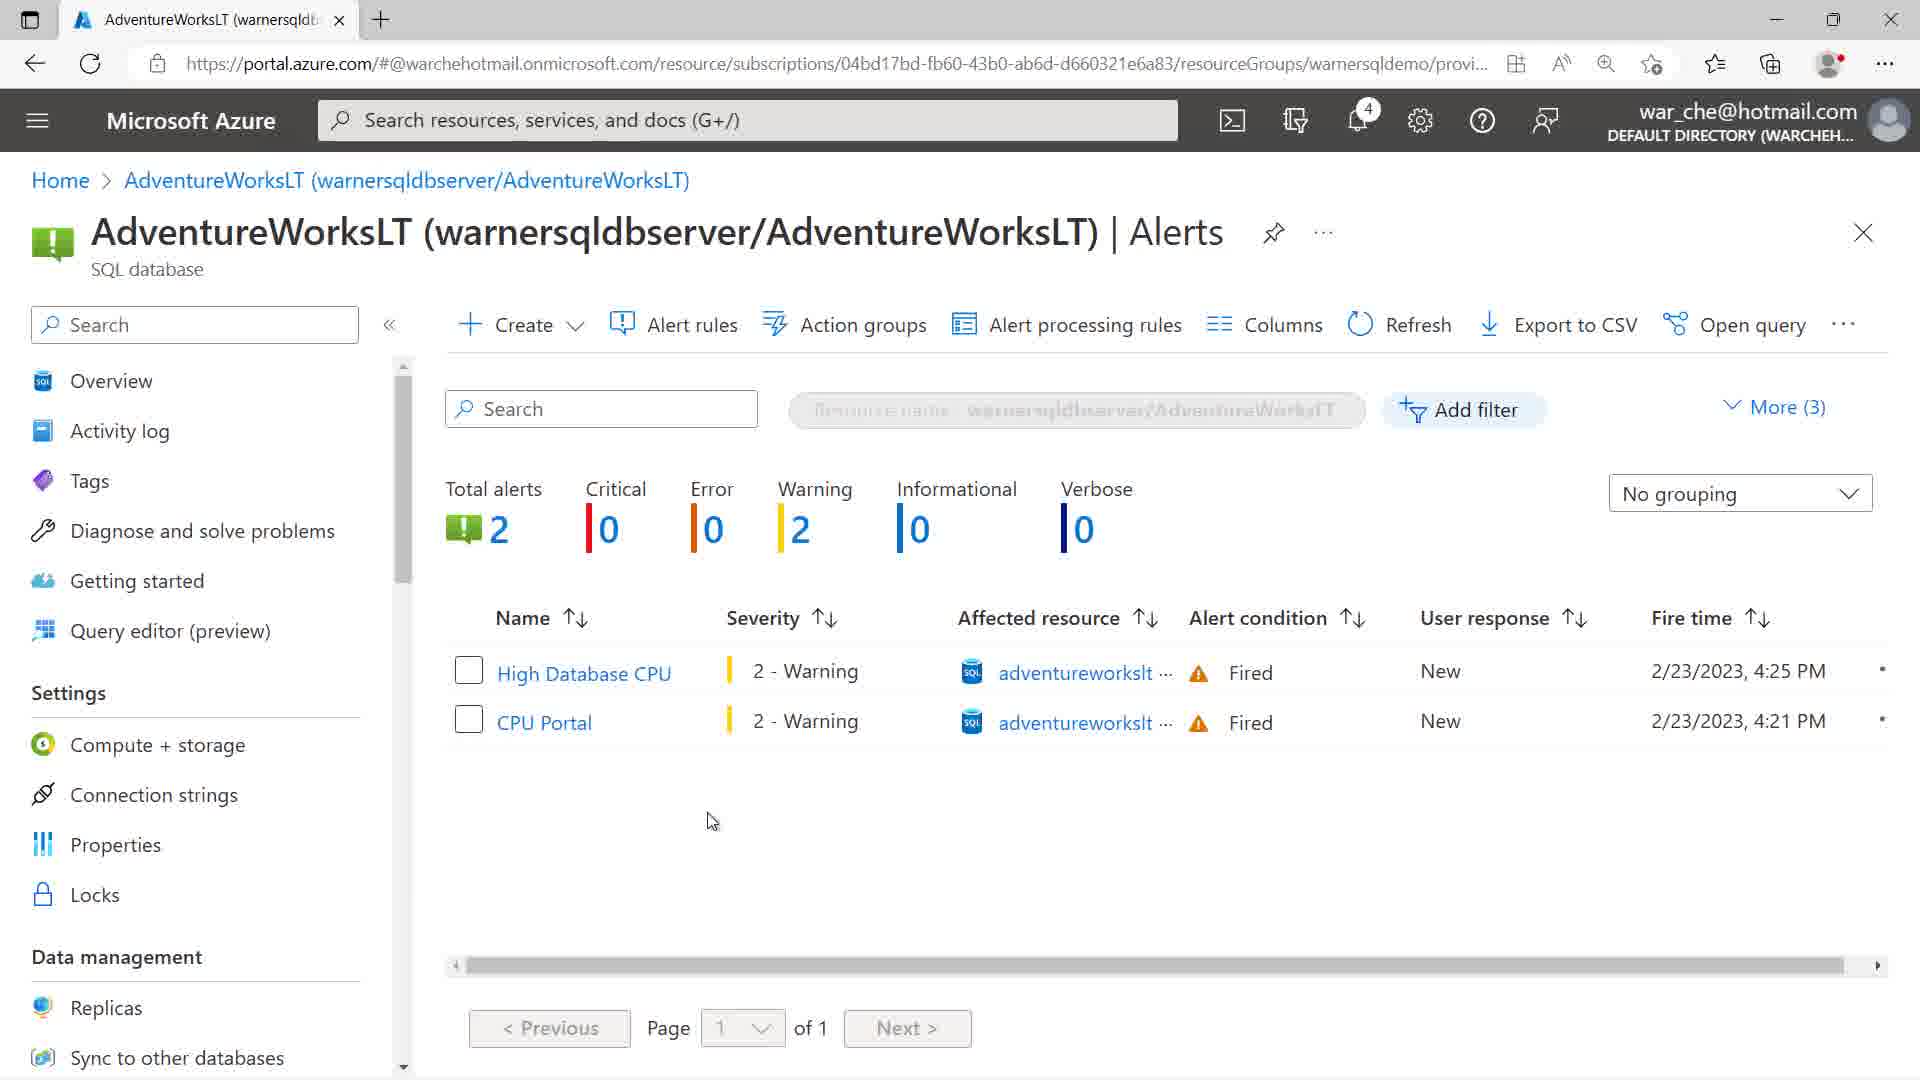 AdventureWorksLT (warnersqldb
https://portal.azure.com/#@warchehotmail.onmicrosoft.com/resource/subscriptions/04bd17bd-fb60-43b0-ab6d-d660321e6a83/resourceGroups/warnersqldemo/provi...
Microsoft Azure
Search resources, services, and docs (G+/)
4
war_che@hotmail.com
DEFAULT DIRECTORY (WARCHEH...
Home > AdventureWorksLT (warnersqldbserver/AdventureWorksLT)
AdventureWorksLT (warnersqldbserver/AdventureWorksLT) | Alerts
SQL database
Search
Create
Alert rules
Action groups
Alert processing rules
Columns
Refresh
Export to CSV
Open query
Overview
Activity log
Tags
Diagnose and solve problems
Getting started
Query editor (preview)
Settings
Compute + storage
Connection strings
Properties
Locks
Data management
Replicas
Sync to other databases
Search
Resource name : warnersqldbserver/AdventureWorksLT
Add filter
More (3)
Total alerts Critical Error Warning Informational Verbose
2 0 0 2 0 0
No grouping
Name Severity Affected resource Alert condition User response Fire time
High Database CPU 2 - Warning adventureworkslt ... Fired New 2/23/2023, 4:25 PM
CPU Portal 2 - Warning adventureworkslt ... Fired New 2/23/2023, 4:21 PM
< Previous Page 1 of 1 Next >